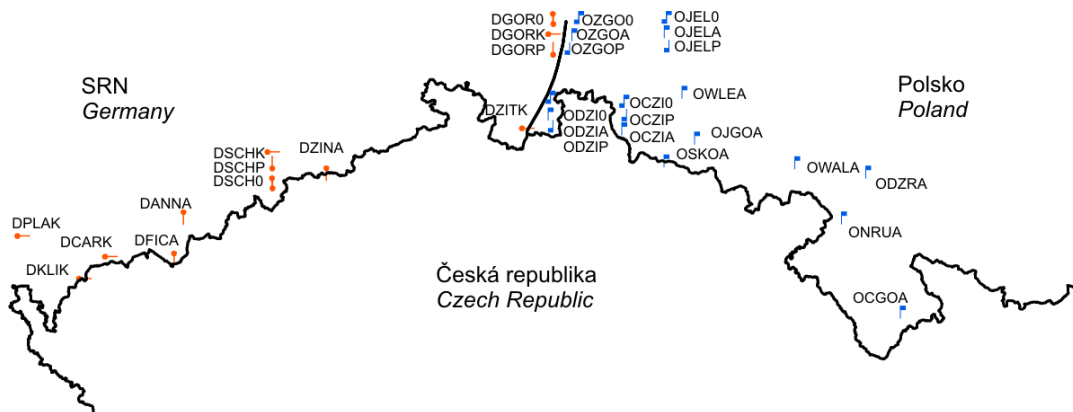 DGOR0
DGORK
DGORP
OZGO0
OZGOA
OZGOP
OJEL0
OJELA
OJELP
SRN
Germany
Polsko
Poland
DZITK
ODZI0
ODZIA
ODZIP
OCZI0
OCZIP
OCZIA
OWLEA
OJGOA
OSKOA
DSCHK
DSCHP
DSCH0
DZINA
OWALA
ODZRA
DANNA
DPLAK
DCARK
DFICA
DKLIK
ONRUA
Česká republika
Czech Republic
OCGOA